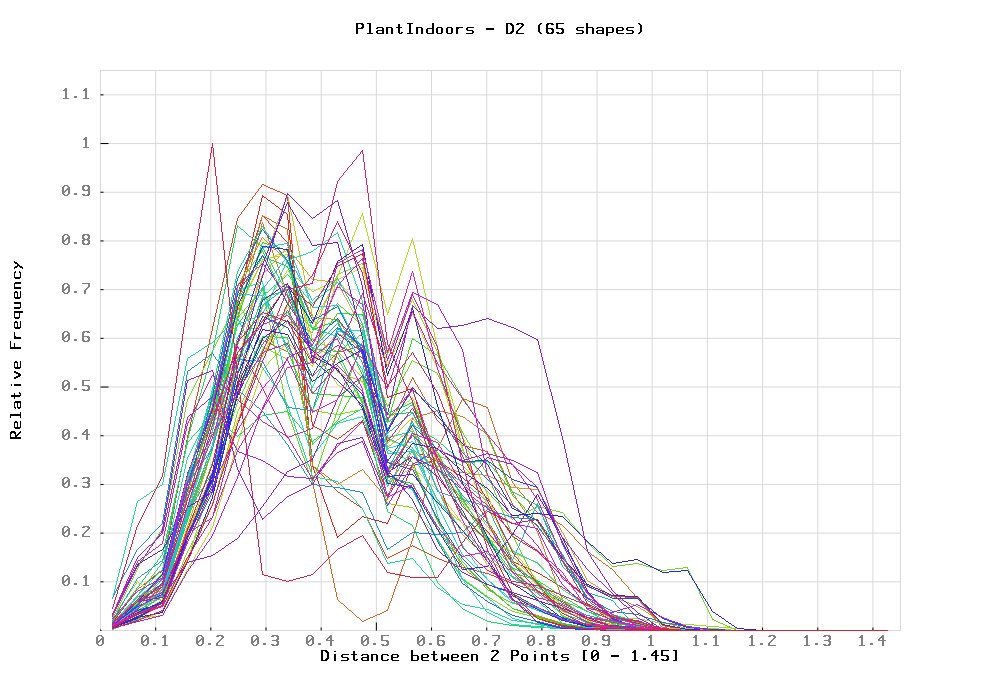 PlantIndoors - D2 (65 shapes)
1.1
1
0.9
0.8
0.7
0.6
0.5
0.4
0.3
0.2
0.1
Relative Frequency
0 0.1 0.2 0.3 0.4 0.5 0.6 0.7 0.8 0.9 1 1.1 1.2 1.3 1.4
Distance between 2 Points [0 - 1.45]